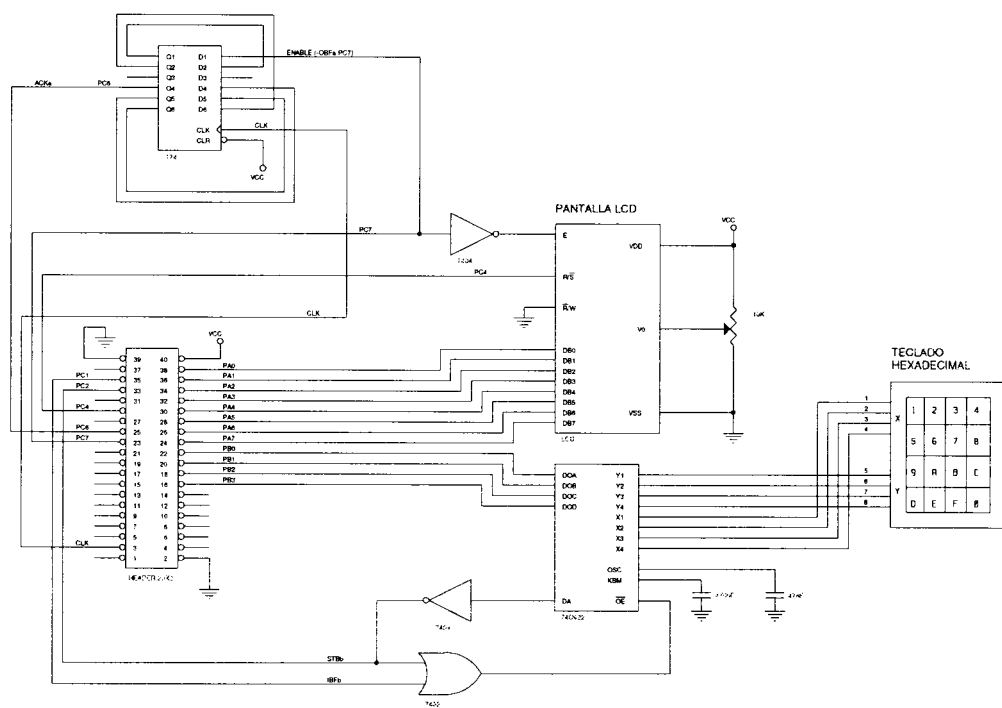 Q1 D1
Q2 D2
Q3 D3
Q4 D4
Q5 D5
Q6 D6
CLK
CLR
174
VCC
ENABLE (-OBFa PC7)
ACKa PC6
CLK
PC7
7404
PC4
CLK
PANTALLA LCD
E
R/S
R/W
DB0
DB1
DB2
DB3
DB4
DB5
DB6
DB7
VDD
V0
VSS
LCD
VCC
10K
VCC
39 40
37 38
35 36
33 34
31 32
30
27 28
25 26
23 24
21 22
19 20
17 18
15 16
13 14
11 12
9 10
7 8
5 6
3 4
1 2
PC1
PC2
PC4
PC6
PC7
CLK
PA0
PA1
PA2
PA3
PA4
PA5
PA6
PA7
PB0
PB1
PB2
PB3
DOA
DOB
DOC
DOD
Y1
Y2
Y3
Y4
X1
X2
X3
X4
OSC
KBM
DA OE
74C922
TECLADO
HEXADECIMAL
1
2
3
4
5
6
7
8
X
Y
1 2 3 4
5 6 7 8
9 A B C
D E F 0
STBb
IBFb
7432